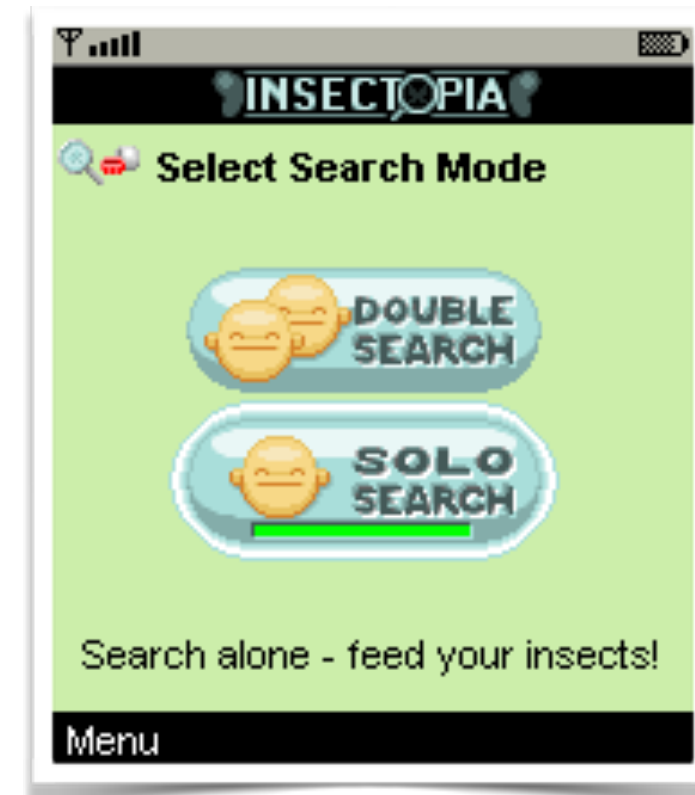 INSECTOPIA
Select Search Mode
DOUBLE
SEARCH
SOLO
SEARCH
Search alone - feed your insects!
Menu